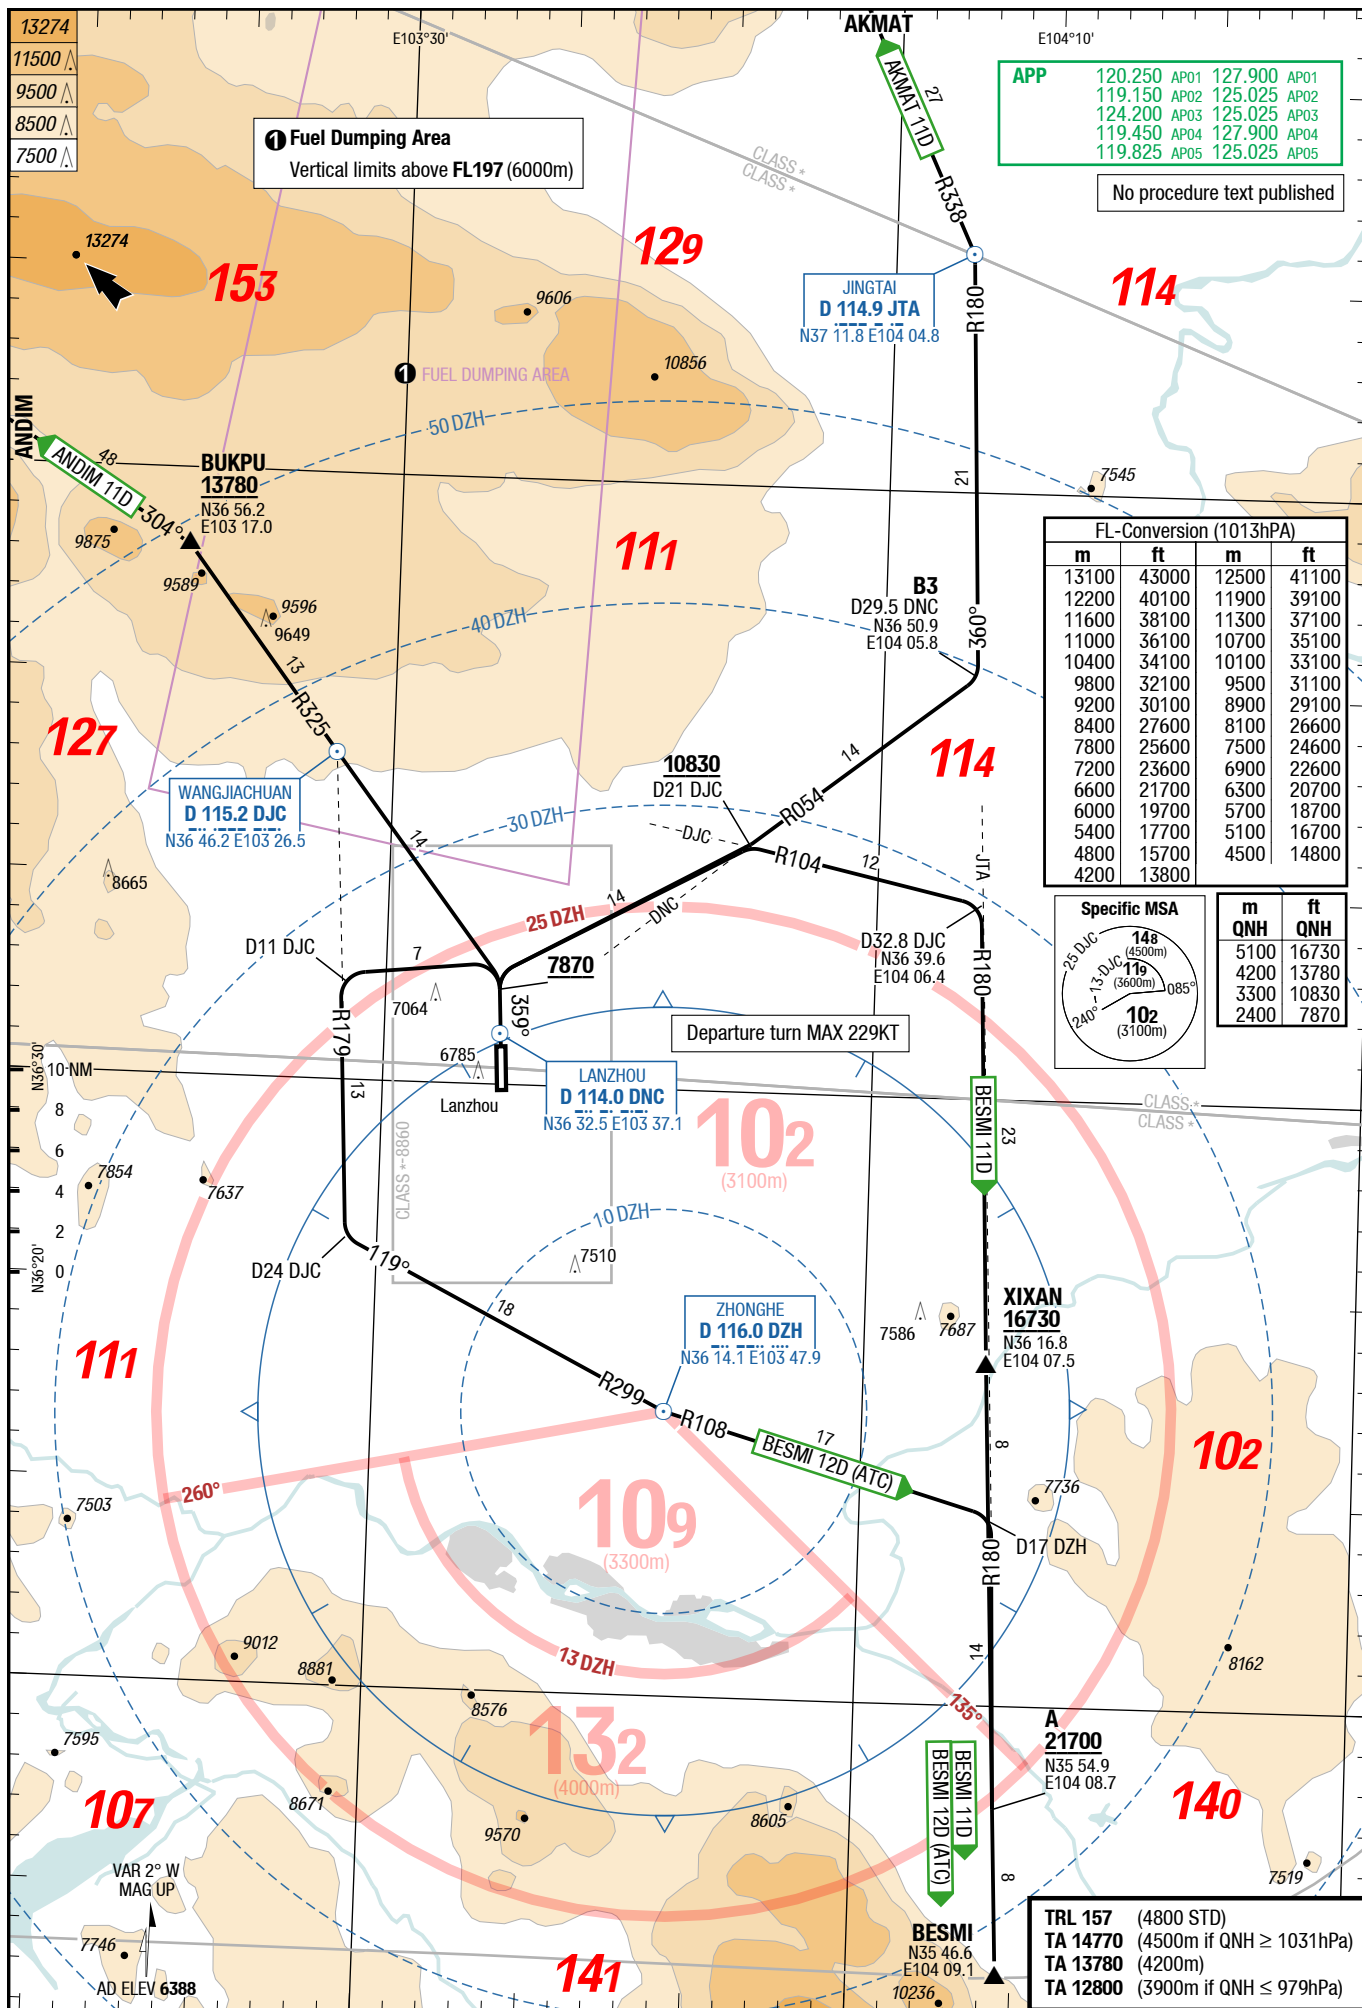 13274
11500
9500
8500
7500
E103°30'
AKMAT
E104°10'
27
AKMAT 11D
R338
APP 120.250 AP01 127.900 AP01
119.150 AP02 125.025 AP02
124.200 AP03 125.025 AP03
119.450 AP04 127.900 AP04
119.825 AP05 125.025 AP05
No procedure text published
1 Fuel Dumping Area
Vertical limits above FL197 (6000m)
CLASS *
CLASS *
13274
153
129
114
9606
10856
1 FUEL DUMPING AREA
JINGTAI
D 114.9 JTA
N37 11.8 E104 04.8
R180
21
360°
50 DZH
ANDIM
48
ANDIM 11D
304°
BUKPU
13780
N36 56.2
E103 17.0
9875
9589
9596
9649
7545
111
40 DZH
B3
D29.5 DNC
N36 50.9
E104 05.8
FL-Conversion (1013hPA)
m ft m ft
13100 43000 12500 41100
12200 40100 11900 39100
11600 38100 11300 37100
11000 36100 10700 35100
10400 34100 10100 33100
9800 32100 9500 31100
9200 30100 8900 29100
8400 27600 8100 26600
7800 25600 7500 24600
7200 23600 6900 22600
6600 21700 6300 20700
6000 19700 5700 18700
5400 17700 5100 16700
4800 15700 4500 14800
4200 13800
13
R325
127
WANGJIACHUAN
D 115.2 DJC
N36 46.2 E103 26.5
14
10830
D21 DJC
14
R054
114
30 DZH
DJC
R104
12
JTA
8665
14
DNC
25 DZH
D11 DJC
7
7870
7064
359°
D32.8 DJC
N36 39.6
E104 06.4
R180
Specific MSA
25 DJC
148
(4500m)
13 DJC
119
(3600m)
085°
240°
102
(3100m)
m ft
QNH QNH
5100 16730
4200 13780
3300 10830
2400 7870
R179
13
Departure turn MAX 229KT
6785
Lanzhou
LANZHOU
D 114.0 DNC
N36 32.5 E103 37.1
N36°30'
10 NM
8
6
4
2
0
N36°20'
CLASS *
CLASS *
BESMI 11D
23
102
(3100m)
CLASS *-8860
7854
7637
10 DZH
7510
D24 DJC
119°
18
ZHONGHE
D 116.0 DZH
N36 14.1 E103 47.9
7586
7687
XIXAN
16730
N36 16.8
E104 07.5
111
R299
R108
17
BESMI 12D (ATC)
8
102
260°
7503
109
(3300m)
7736
D17 DZH
R180
13 DZH
14
9012
8881
8576
8162
7595
132
(4000m)
135°
A
21700
N35 54.9
E104 08.7
107
8671
9570
8605
BESMI 12D (ATC)
BESMI 11D
140
7519
VAR 2° W
MAG UP
8
7746
AD ELEV 6388
141
BESMI
N35 46.6
E104 09.1
10236
TRL 157 (4800 STD)
TA 14770 (4500m if QNH ≥ 1031hPa)
TA 13780 (4200m)
TA 12800 (3900m if QNH ≤ 979hPa)